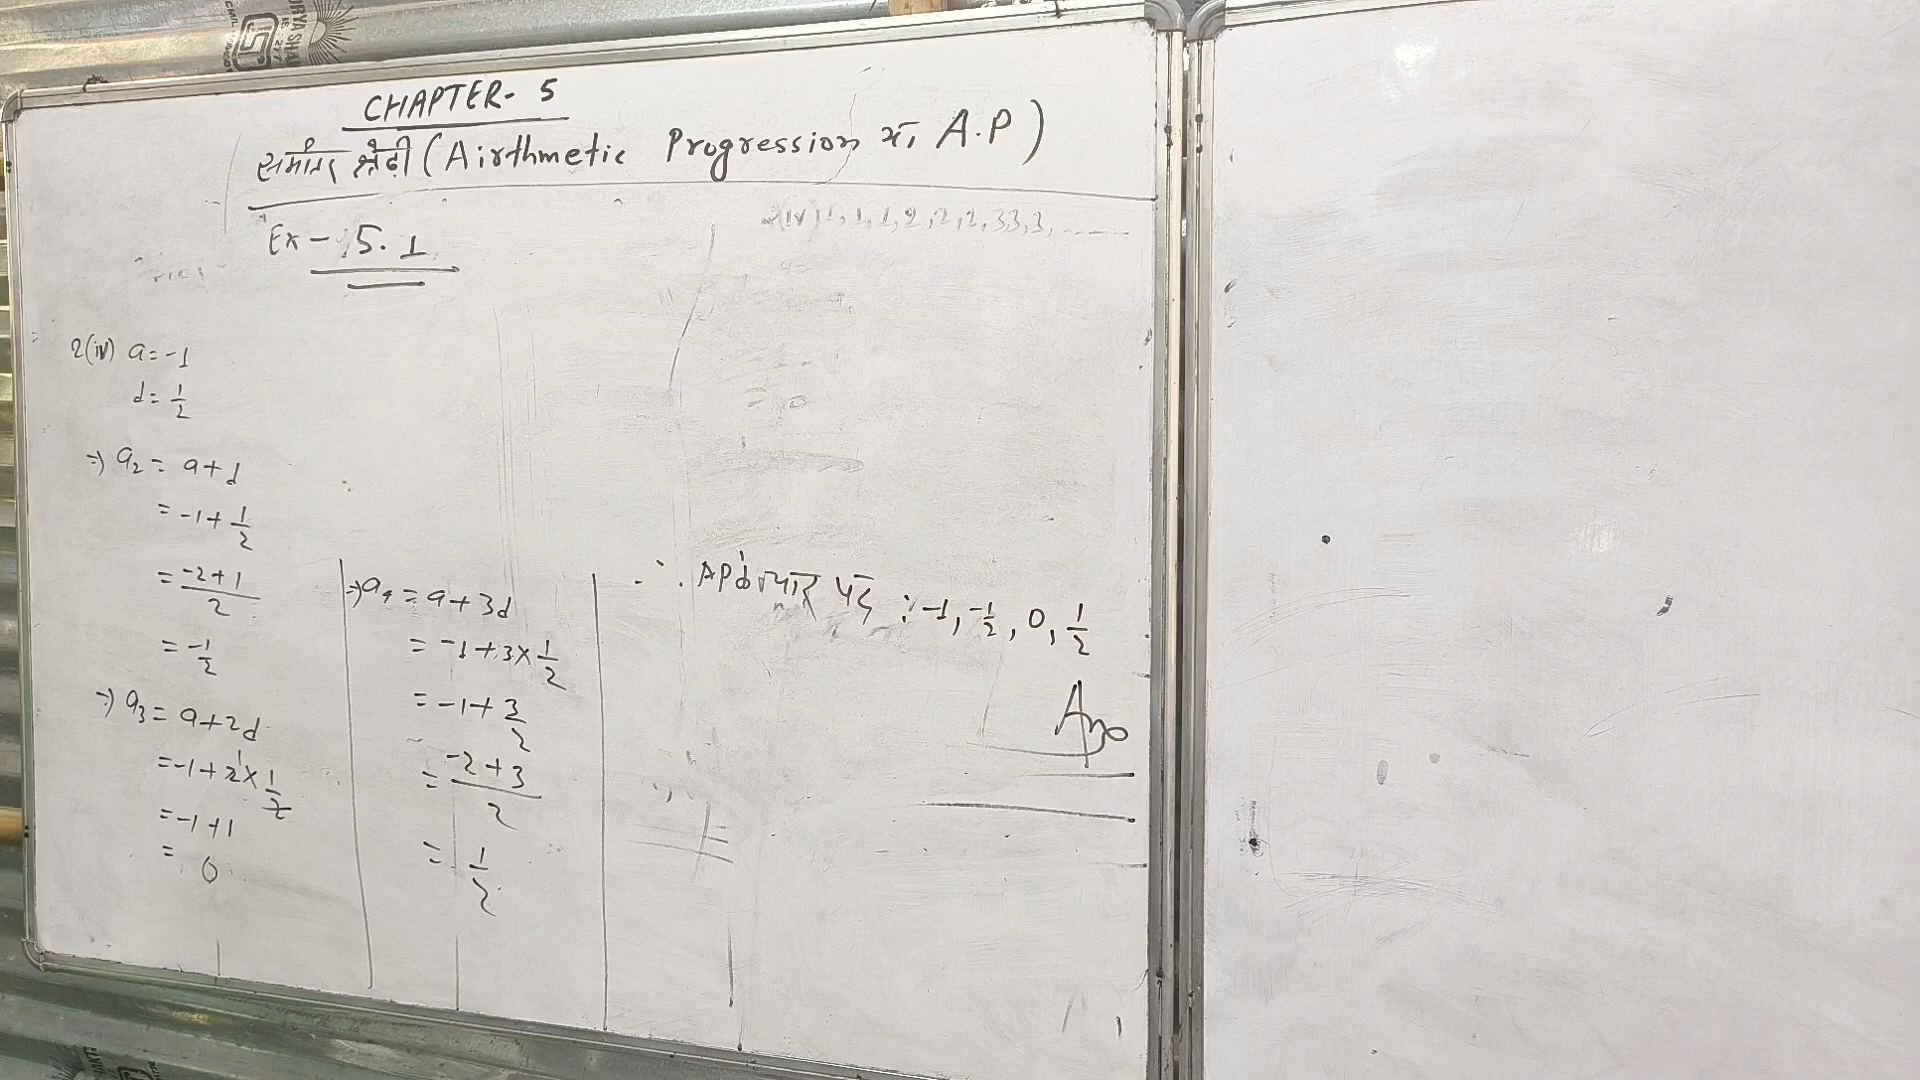 CHAPTER- 5
समांतर श्रेढ़ी (Airthmetic Progression या A.P)
Ex - 5.1
(iv) 1, 1, 1, 2, 2, 2, 3 3, 3, -----
2(iv) a = -1
d = 1/2
⇒) a₂ = a + d
= -1 + 1/2
= -2+1/2
= -1/2
⇒) a₃ = a + 2d
= -1 + 2¹ × 1/2
= -1 + 1
= 0
⇒) a₄ = a + 3d
= -1 + 3 × 1/2
= -1 + 3/2
= -2 + 3/2
= 1/2
∴ AP के चार पद : -1, -1/2, 0, 1/2
Ans